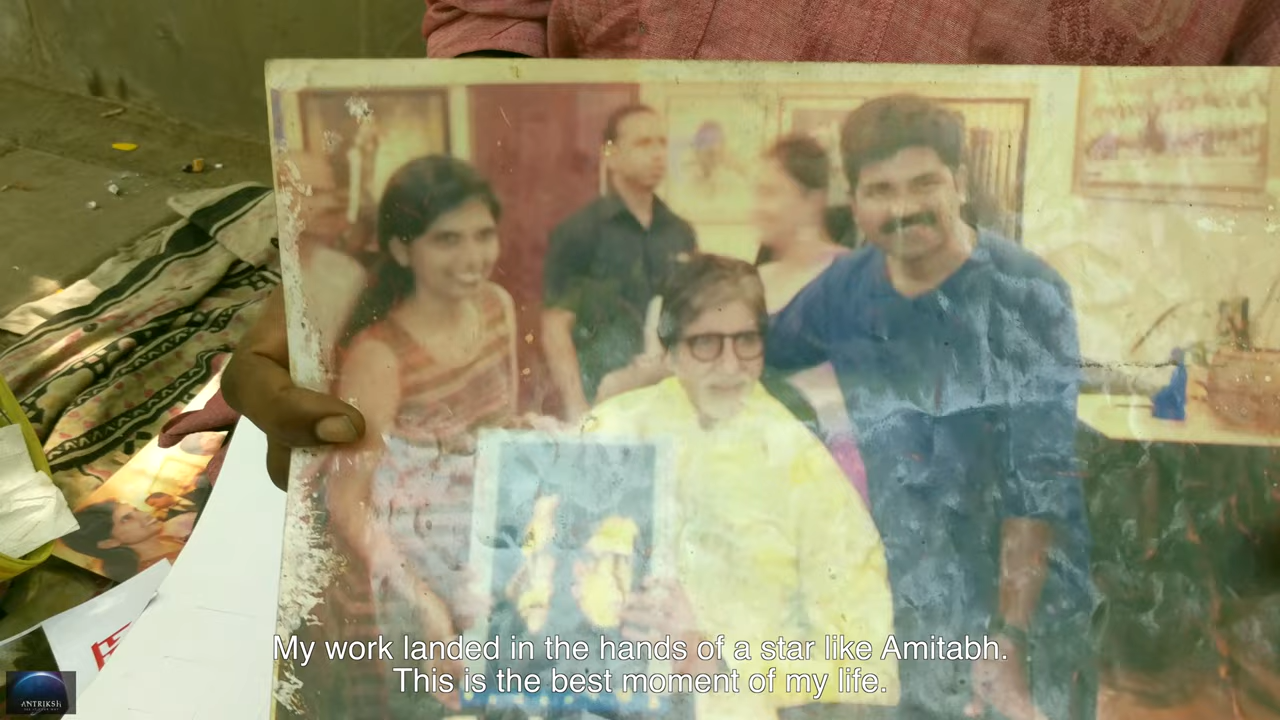 My work landed in the hands of a star like Amitabh.
This is the best moment of my life.
ANTRIKSH